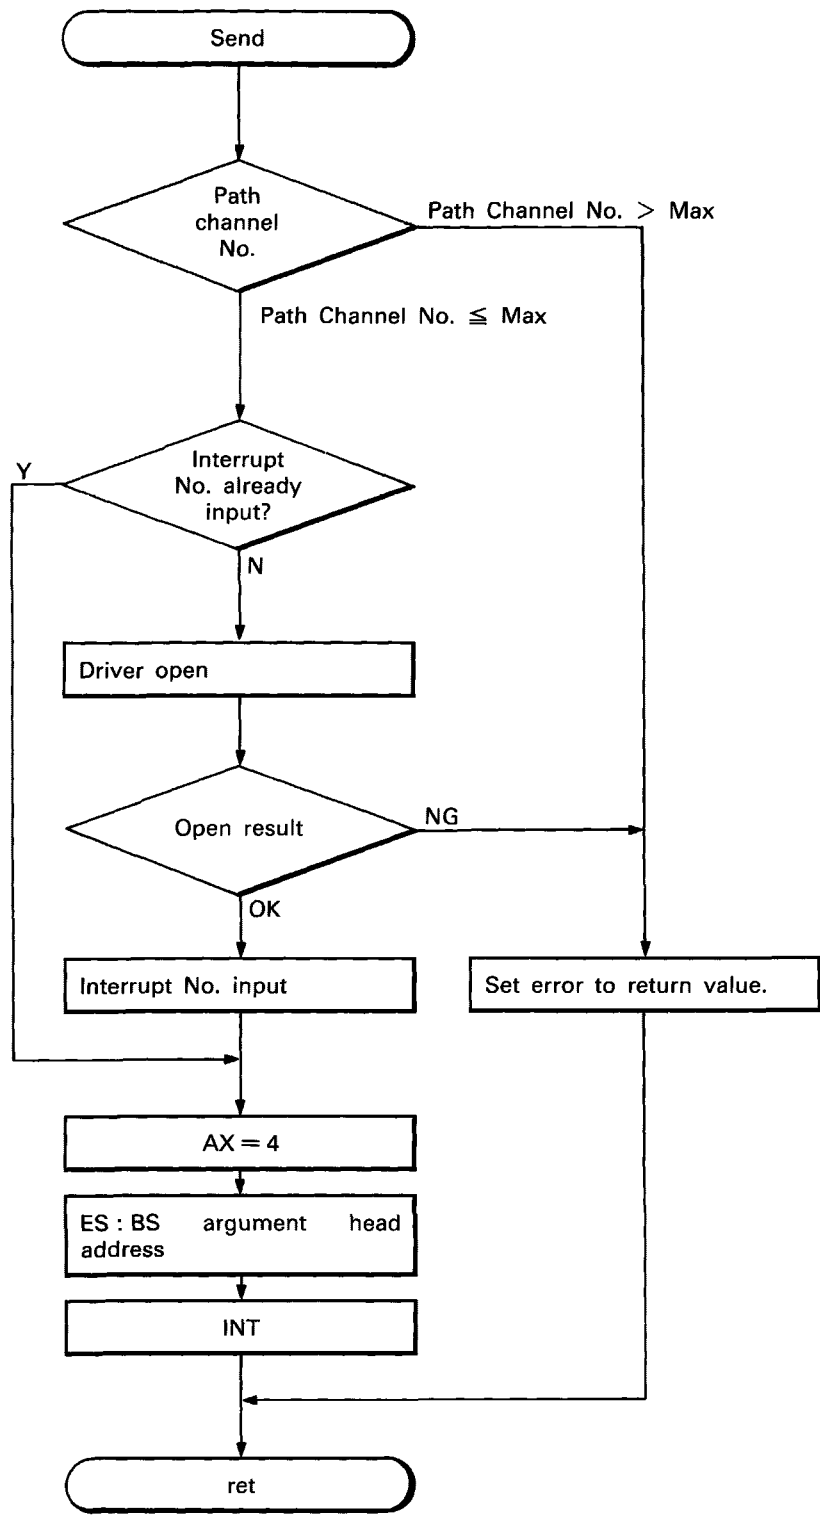 Send
Path
channel
No.
Path Channel No. > Max
Path Channel No. ≦ Max
Y
Interrupt
No. already
input?
N
Driver open
Open result
NG
OK
Interrupt No. input
Set error to return value.
AX = 4
ES : BS argument head
address
INT
ret